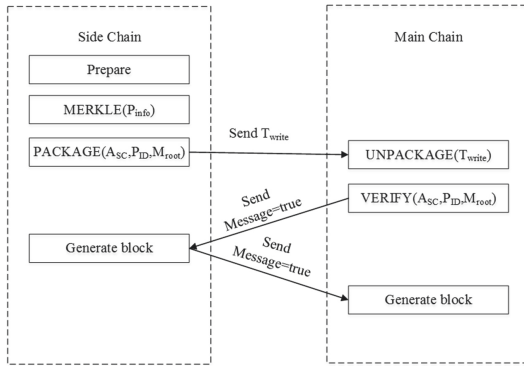 Side Chain
Main Chain
Prepare
MERKLE(Pinfo)
PACKAGE(ASC,PID,Mroot)
Send Twrite
UNPACKAGE(Twrite)
VERIFY(ASC,PID,Mroot)
Send
Message=true
Generate block
Send
Message=true
Generate block